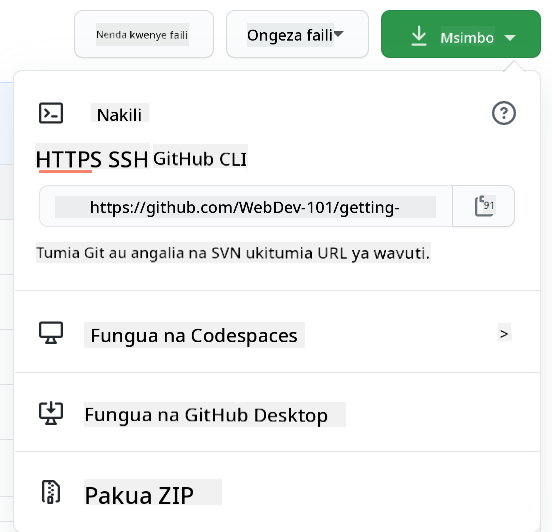 Nenda kwenye faili
Ongeza faili
Msimbo
Nakili
HTTPS SSH GitHub CLI
https://github.com/WebDev-101/getting-
91
Tumia Git au angalia na SVN ukitumia URL ya wavuti.
Fungua na Codespaces >
Fungua na GitHub Desktop
Pakua ZIP